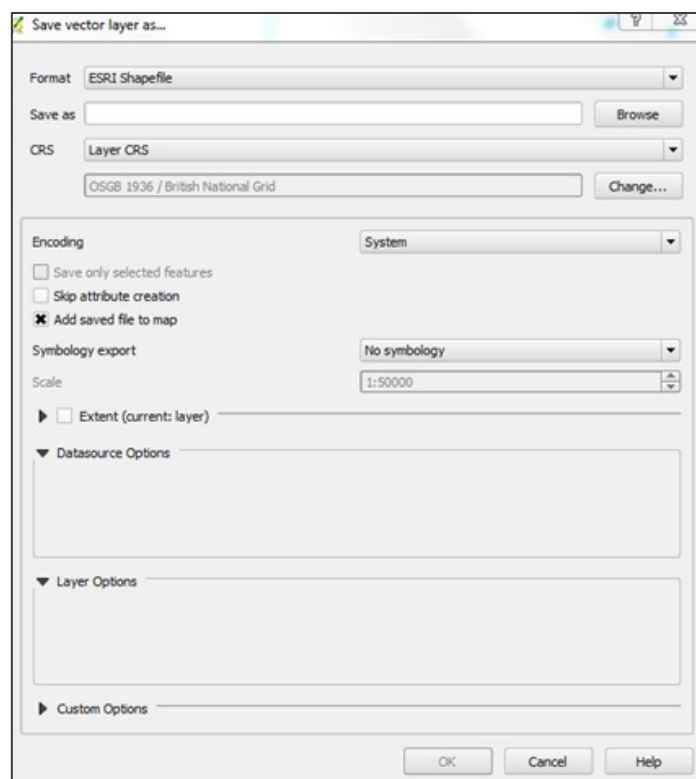 Save vector layer as...
Format ESRI Shapefile
Save as Browse
CRS Layer CRS
OSGB 1936 / British National Grid Change...
Encoding System
Save only selected features
Skip attribute creation
Add saved file to map
Symbology export No symbology
Scale 1:50000
Extent (current: layer)
Datasource Options
Layer Options
Custom Options
OK Cancel Help